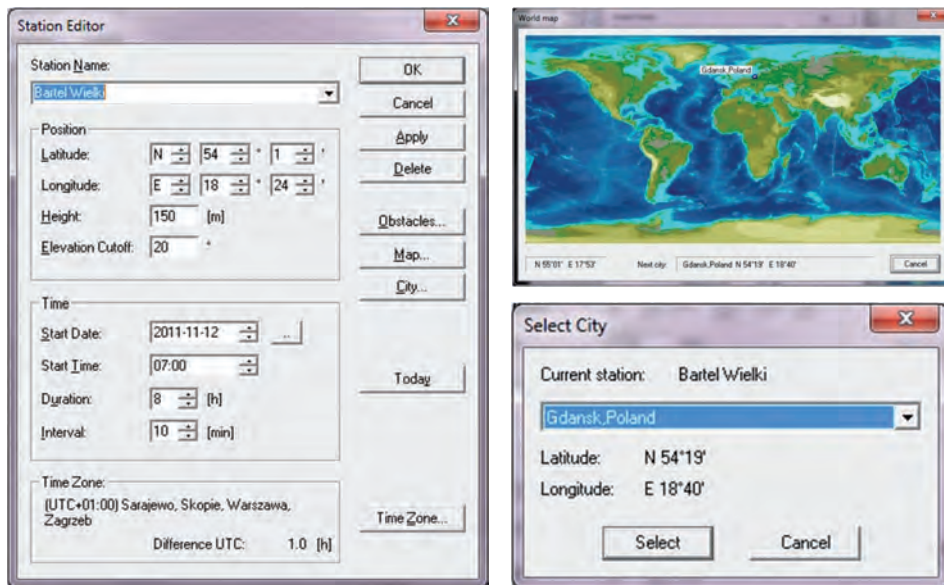 Station Editor
Station Name:
Bartel Wielki
Position
Latitude: N 54 ° 1 '
Longitude: E 18 ° 24 '
Height: 150 [m]
Elevation Cutoff: 20 °
Time
Start Date: 2011-11-12 ..
Start Time: 07:00
Duration: 8 [h]
Interval: 10 [min]
Time Zone:
(UTC+01:00) Sarajewo, Skopie, Warszawa,
Zagrzeb
Difference UTC: 1.0 [h]
OK
Cancel
Apply
Delete
Obstacles...
Map...
City...
Today
Time Zone...
World map
Gdansk,Poland
N 55°01' E 17°53' Next city: Gdansk,Poland N 54°19' E 18°40' Cancel
Select City
Current station: Bartel Wielki
Gdansk,Poland
Latitude: N 54°19'
Longitude: E 18°40'
Select Cancel